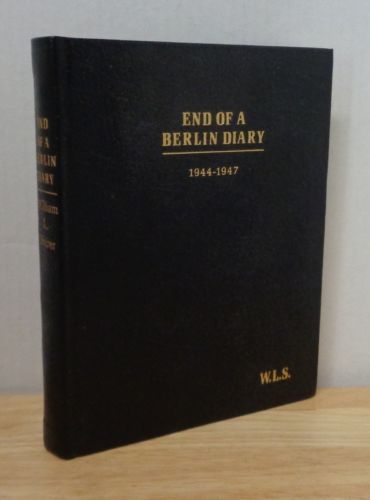 END
OF A
BERLIN
DIARY
L.
END OF A
BERLIN DIARY
1944-1947
W.L.S.